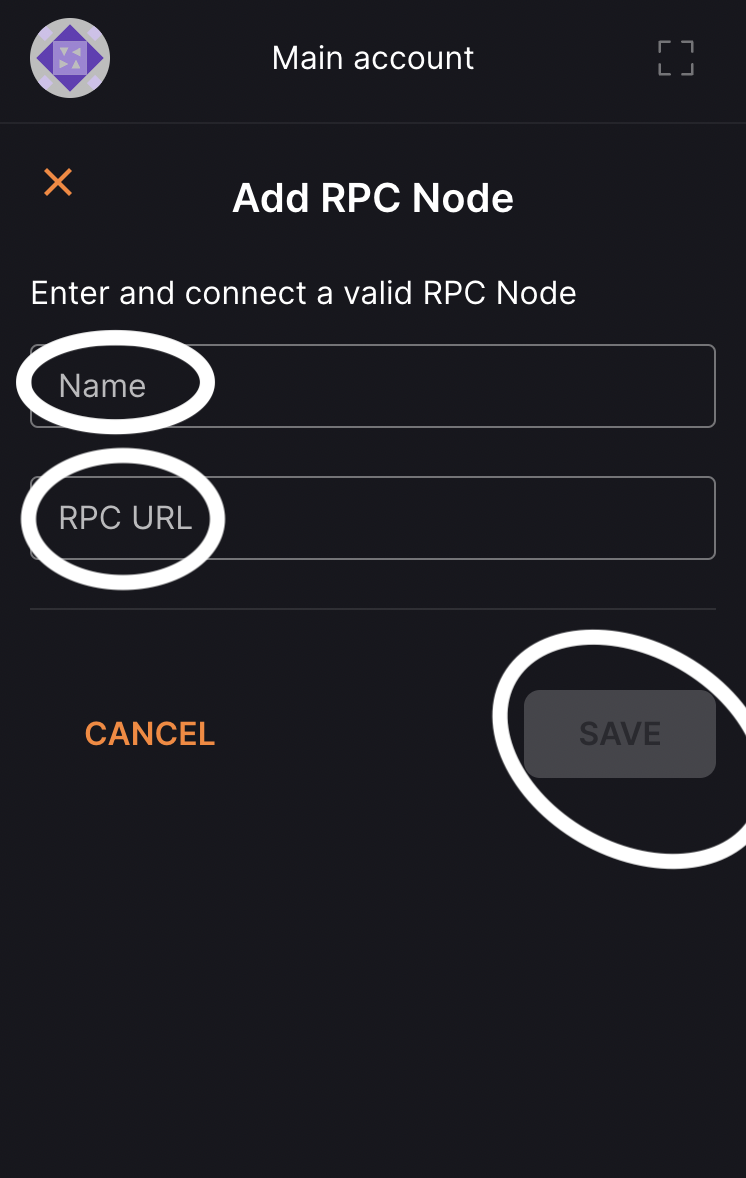 Main account
Add RPC Node
Enter and connect a valid RPC Node
Name
RPC URL
CANCEL
SAVE